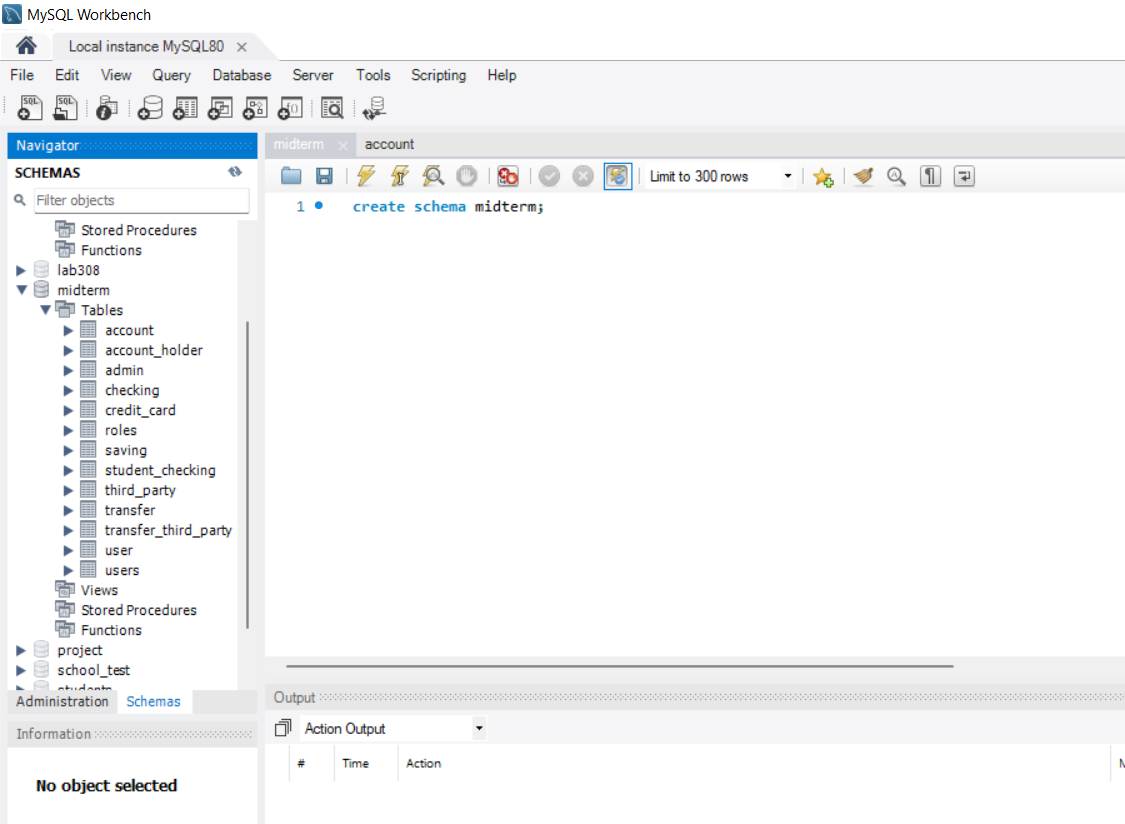 MySQL Workbench
Local instance MySQL80
File Edit View Query Database Server Tools Scripting Help
SQL SQL
Navigator
SCHEMAS
Filter objects
Stored Procedures
Functions
lab308
midterm
Tables
account
account_holder
admin
checking
credit_card
roles
saving
student_checking
third_party
transfer
transfer_third_party
user
users
Views
Stored Procedures
Functions
project
school_test
Administration Schemas
Information
No object selected
midterm account
Limit to 300 rows
1 create schema midterm;
Output
Action Output
# Time Action